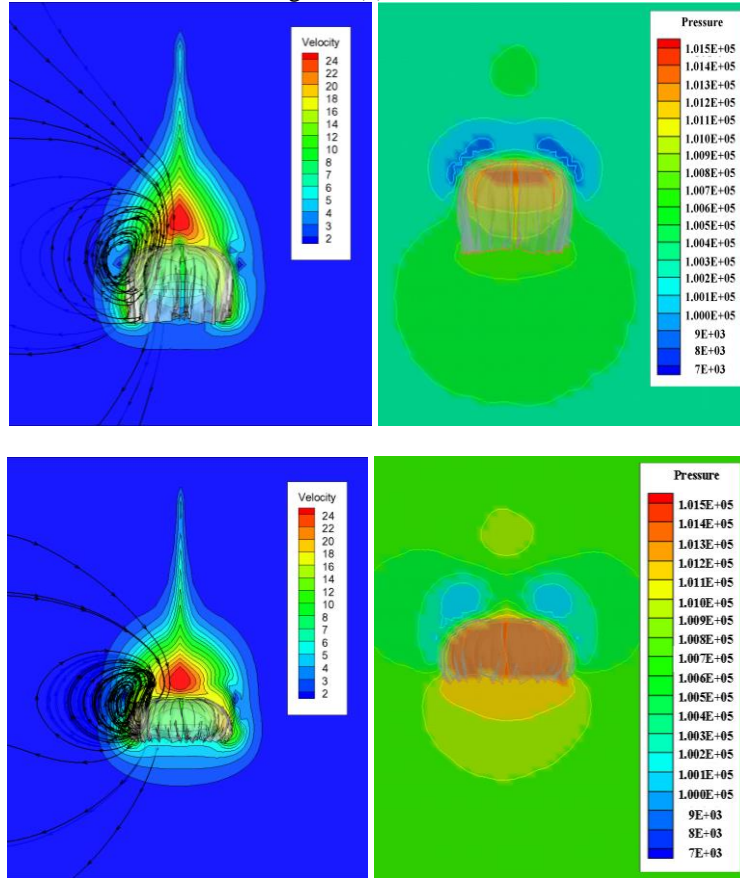 Velocity
24
22
20
18
16
14
12
10
8
7
6
5
4
3
2
Pressure
1.015E+05
1.014E+05
1.013E+05
1.012E+05
1.011E+05
1.010E+05
1.009E+05
1.008E+05
1.007E+05
1.006E+05
1.005E+05
1.004E+05
1.003E+05
1.002E+05
1.001E+05
1.000E+05
9E+03
8E+03
7E+03
Velocity
24
22
20
18
16
14
12
10
8
7
6
5
4
3
2
Pressure
1.015E+05
1.014E+05
1.013E+05
1.012E+05
1.011E+05
1.010E+05
1.009E+05
1.008E+05
1.007E+05
1.006E+05
1.005E+05
1.004E+05
1.003E+05
1.002E+05
1.001E+05
1.000E+05
9E+03
8E+03
7E+03